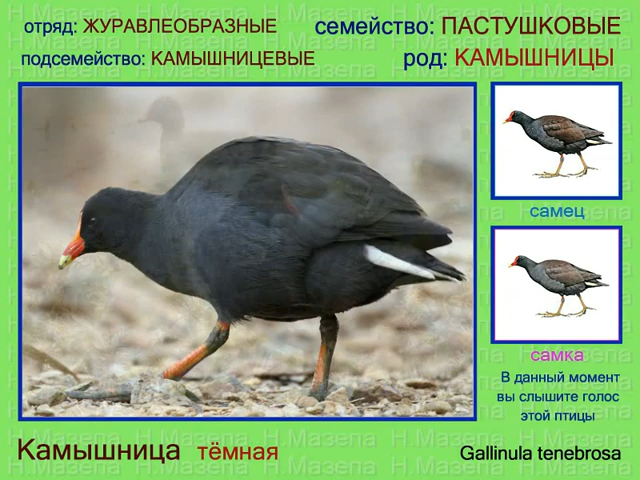 отряд: ЖУРАВЛЕОБРАЗНЫЕ
семейство: ПАСТУШКОВЫЕ
подсемейство: КАМЫШНИЦЕВЫЕ
род: КАМЫШНИЦЫ
самец
самка
В данный момент
вы слышите голос
этой птицы
Камышница тёмная
Gallinula tenebrosa
Н.Мазепа